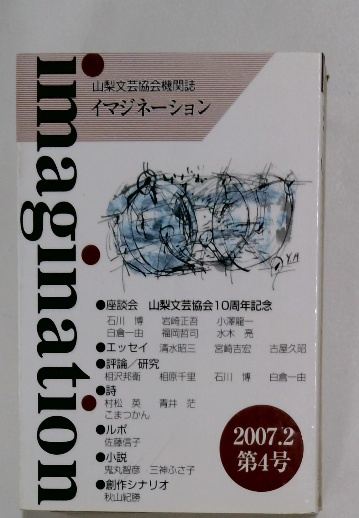 imagination
山梨文芸協会機関誌
イマジネーション
Y.M
●座談会 山梨文芸協会10周年記念
石川 博 岩崎正吾 小澤龍一
白倉一由 福岡哲司 水木 亮
●エッセイ 清水昭三 宮崎吉宏 古屋久昭
●評論/研究
相沢邦衛 相原千里 石川 博 白倉一由
●詩
村松 英 青井 茫
こまつかん
●ルポ
佐藤信子
●小説
鬼丸智彦 三神ふさ子
●創作シナリオ
秋山紀勝
2007.2
第4号